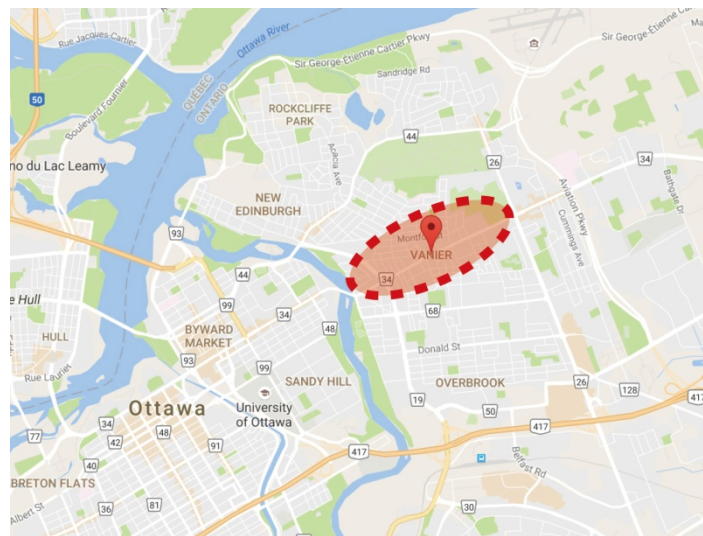 Rue Jacques-Cartier
Ottawa River
Sir George-Étienne Cartier Pkwy
Sir George-Étienne
Sandridge Rd
50
Boulevard Fournier
QUÉBEC
ONTARIO
ROCKCLIFFE
PARK
44
Acacia Ave
26
34
no du Lac Leamy
Aviation Pkwy
Bathgate Dr
NEW
EDINBURGH
Cummings Ave
93
VANIER
44
34
e Hull
99
68
HULL
BYWARD
MARKET
34
48
Donald St
93
99
Rue Laurier
SANDY HILL
OVERBROOK
26
128
417
Ottawa
University
of Ottawa
19
50
77
34
42
48
91
417
417
40
Belfast Rd
BRETON FLATS
36
81
30
Albert St